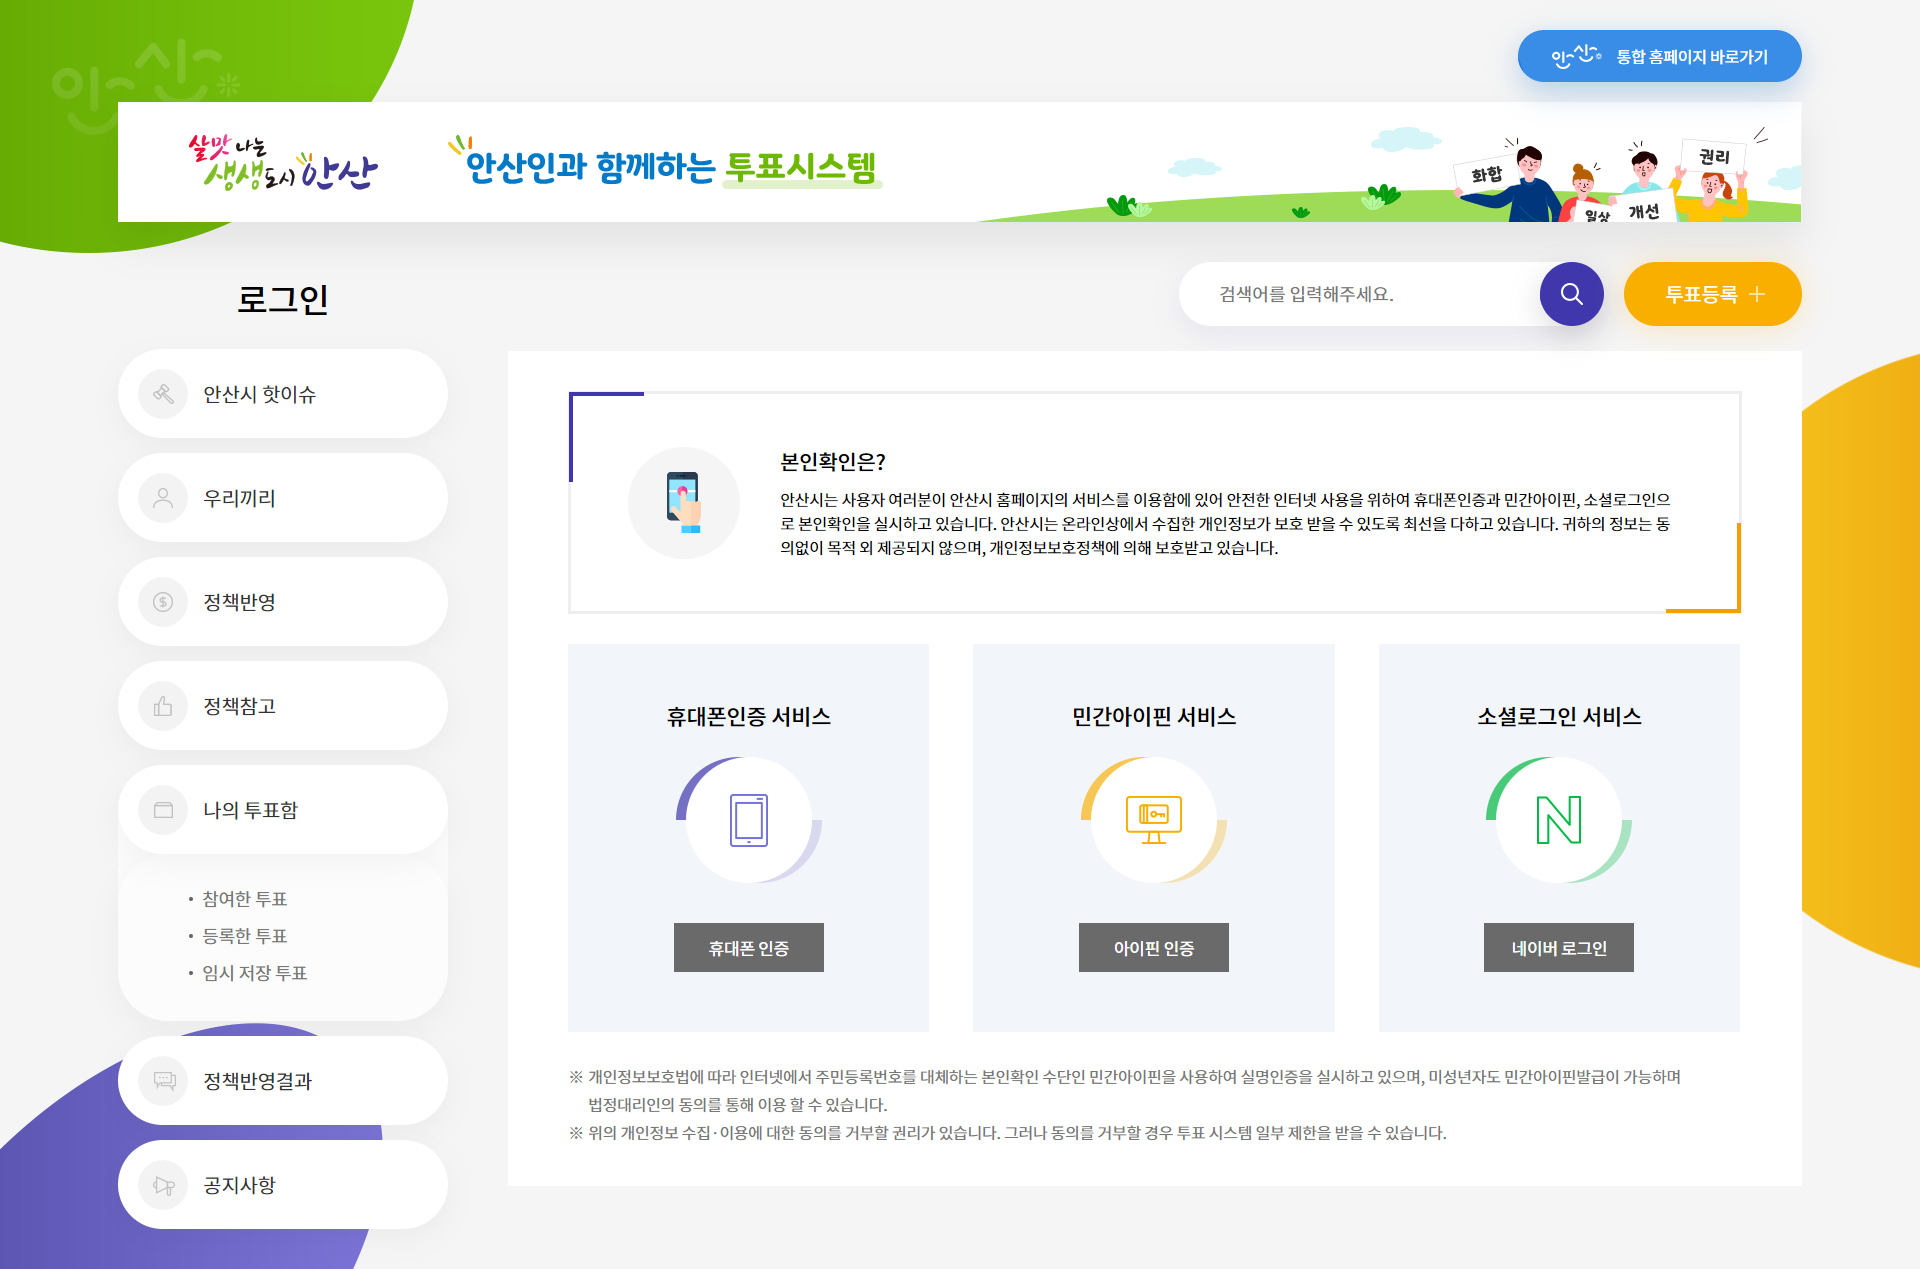 안산
안산 통합 홈페이지 바로가기
살맛 나는
생생도시 안산
안산인과 함께하는 투표시스템
화합
일상
개선
권리
로그인
검색어를 입력해주세요.
투표등록
안산시 핫이슈
우리끼리
정책반영
정책참고
나의 투표함
• 참여한 투표
• 등록한 투표
• 임시 저장 투표
정책반영결과
공지사항
본인확인은?
안산시는 사용자 여러분이 안산시 홈페이지의 서비스를 이용함에 있어 안전한 인터넷 사용을 위하여 휴대폰인증과 민간아이핀, 소셜로그인으
로 본인확인을 실시하고 있습니다. 안산시는 온라인상에서 수집한 개인정보가 보호 받을 수 있도록 최선을 다하고 있습니다. 귀하의 정보는 동
의없이 목적 외 제공되지 않으며, 개인정보보호정책에 의해 보호받고 있습니다.
휴대폰인증 서비스
휴대폰 인증
민간아이핀 서비스
아이핀 인증
소셜로그인 서비스
N
네이버 로그인
※ 개인정보보호법에 따라 인터넷에서 주민등록번호를 대체하는 본인확인 수단인 민간아이핀을 사용하여 실명인증을 실시하고 있으며, 미성년자도 민간아이핀발급이 가능하며
법정대리인의 동의를 통해 이용 할 수 있습니다.
※ 위의 개인정보 수집·이용에 대한 동의를 거부할 권리가 있습니다. 그러나 동의를 거부할 경우 투표 시스템 일부 제한을 받을 수 있습니다.